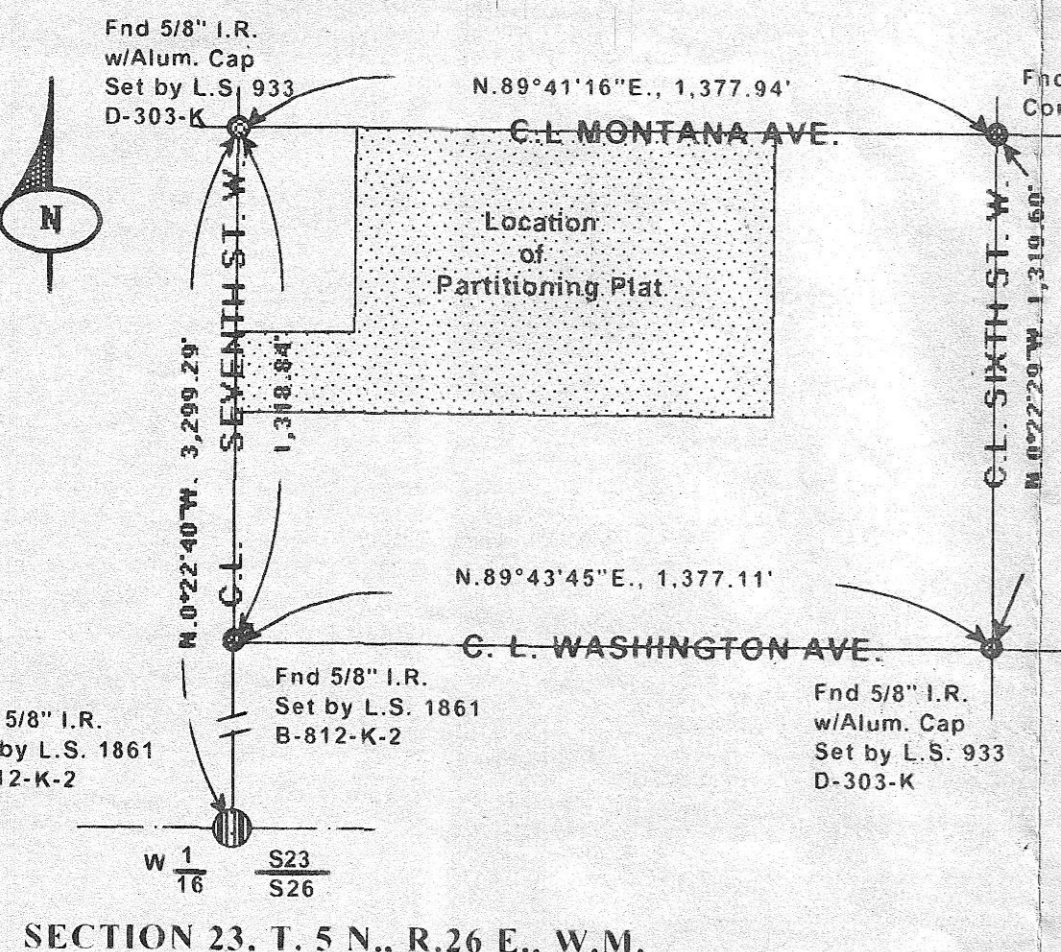 Fnd 5/8" I.R.
w/Alum. Cap
Set by L.S. 933
D-303-K
N.89°41'16"E., 1,377.94'
C.L MONTANA AVE.
N
Location
of
Partitioning Plat
C.L. SEVENTH ST. W.
N.0°22'40"W. 3,299.29'
1,318.84'
C.L. SIXTH ST. W.
N.0°22'29"W. 1,319.60'
N.89°43'45"E., 1,377.11'
C. L. WASHINGTON AVE.
Fnd 5/8" I.R.
Set by L.S. 1861
B-812-K-2
5/8" I.R.
by L.S. 1861
12-K-2
Fnd 5/8" I.R.
w/Alum. Cap
Set by L.S. 933
D-303-K
W 1/16 S23/S26
SECTION 23, T. 5 N., R.26 E., W.M.